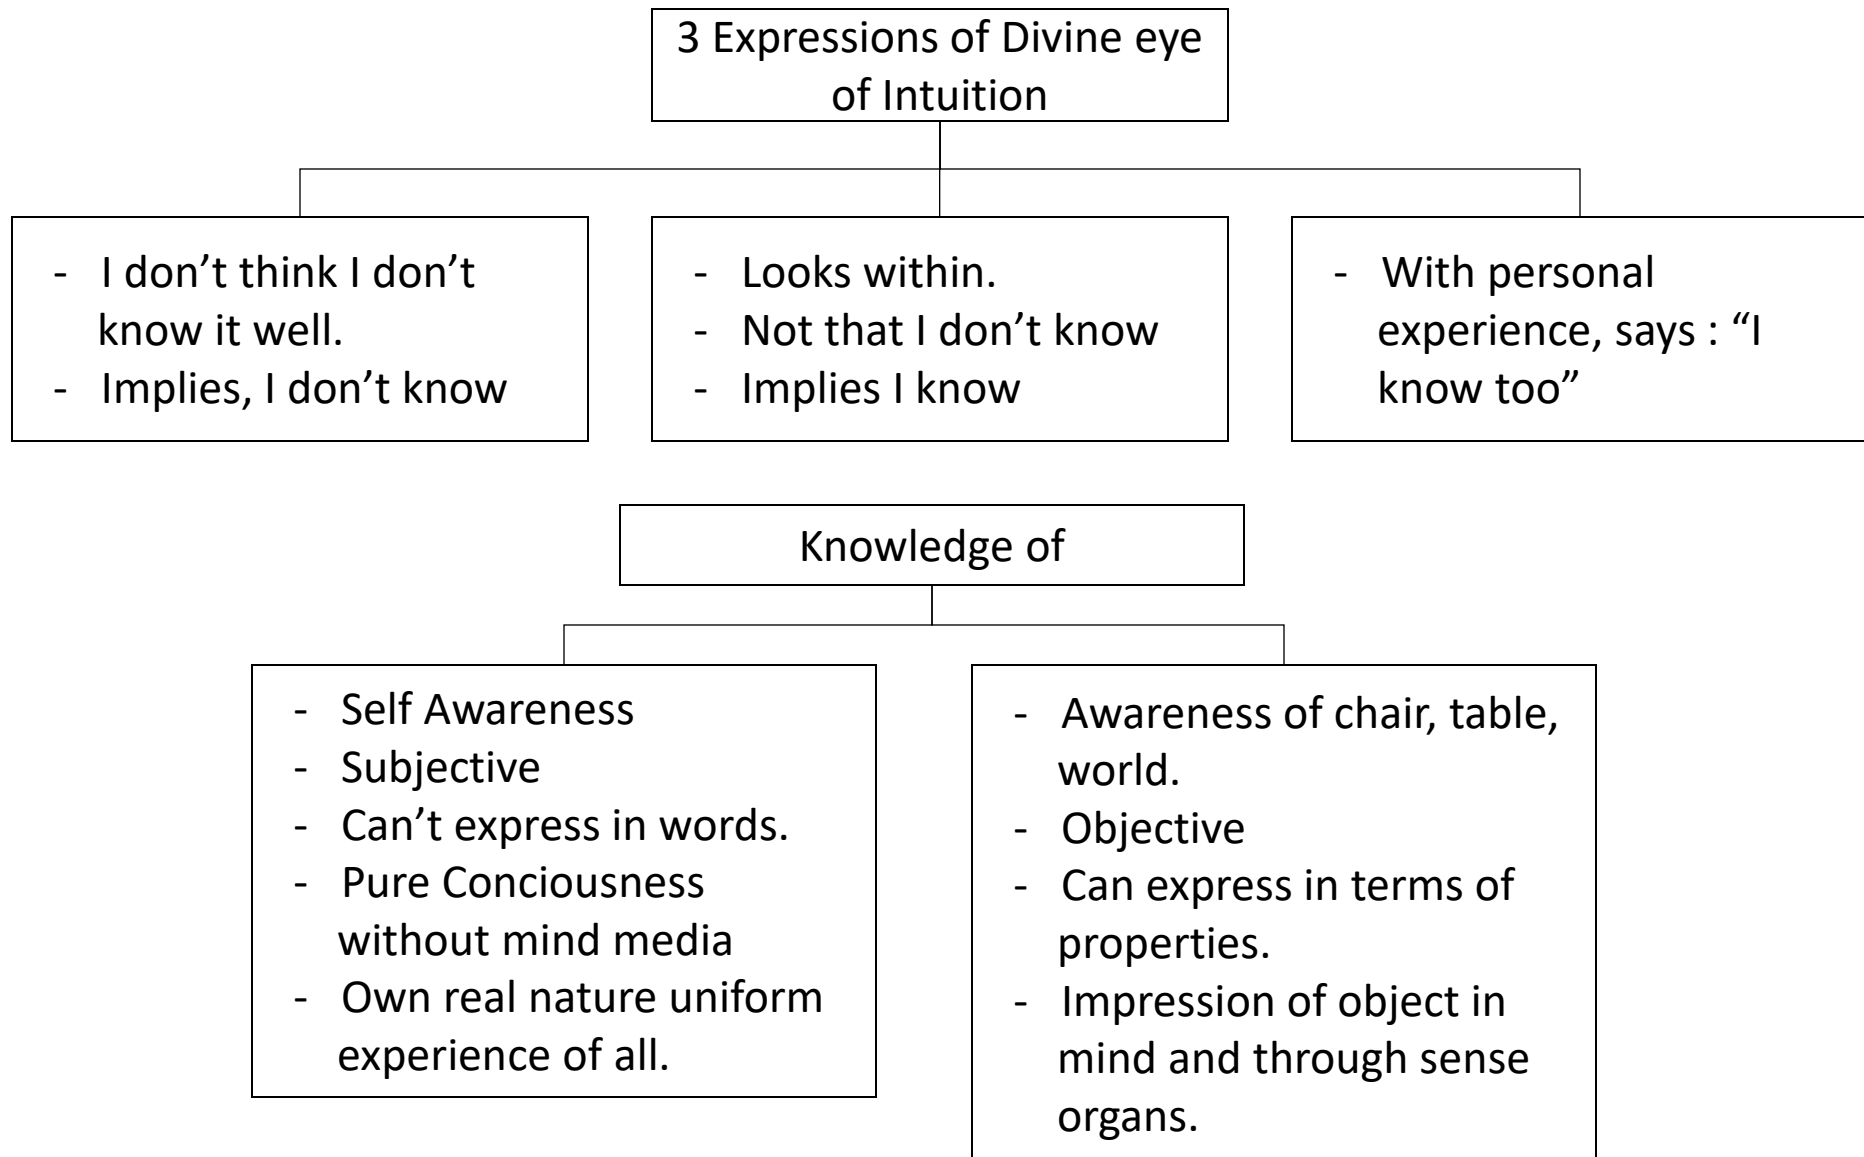 3 Expressions of Divine eye
of Intuition
- I don’t think I don’t
know it well.
- Implies, I don’t know
- Looks within.
- Not that I don’t know
- Implies I know
- With personal
experience, says : “I
know too”
Knowledge of
- Self Awareness
- Subjective
- Can’t express in words.
- Pure Conciousness
without mind media
- Own real nature uniform
experience of all.
- Awareness of chair, table,
world.
- Objective
- Can express in terms of
properties.
- Impression of object in
mind and through sense
organs.